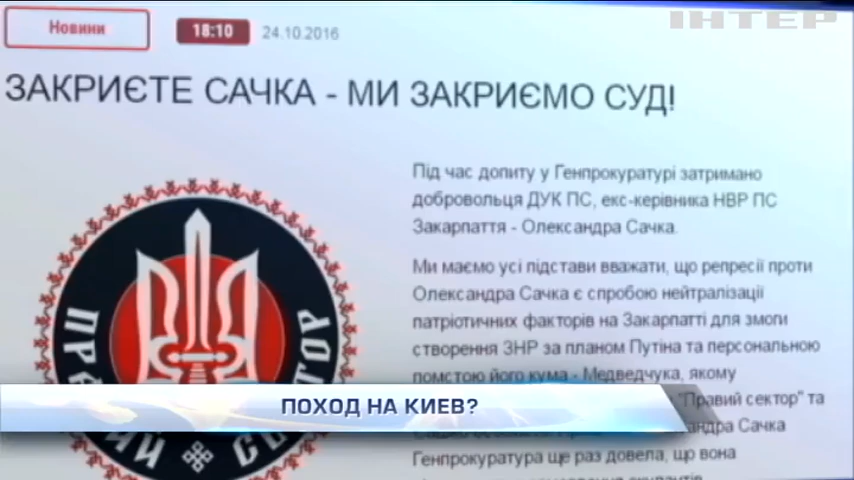 ІНТЕР
Новини
18:10
24.10.2016
ЗАКРИЄТЕ САЧКА - МИ ЗАКРИЄМО СУД!
Під час допиту у Генпрокуратурі затримано
добровольця ДУК ПС, екс-керівника НВР ПС
Закарпаття - Олександра Сачка.
Ми маємо усі підстави вважати, що репресії проти
Олександра Сачка є спробою нейтралізації
патріотичних факторів на Закарпатті для змоги
створення ЗНР за планом Путіна та персональною
помстою його кума - Медведчука, якому
"Правий сектор" та
Сачка
Генпрокуратура ще раз довела, що вона
ПОХОД НА КИЕВ?